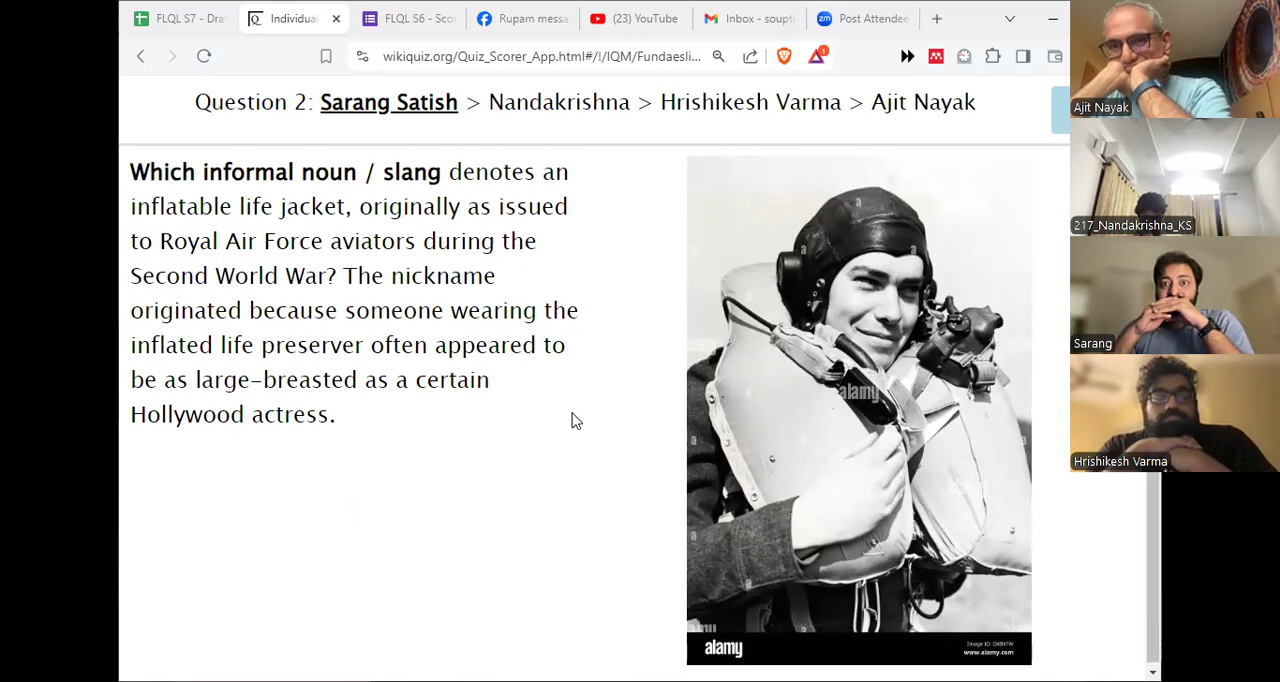 FLQL S7 - Dra
Individual
FLQL S6 - Sco
Rupam messa
(23) YouTube
Inbox - soupti
Post Attendee
wikiquiz.org/Quiz_Scorer_App.html#/!/IQM/Fundaesli...
1
Question 2: Sarang Satish > Nandakrishna > Hrishikesh Varma > Ajit Nayak
Which informal noun / slang denotes an
inflatable life jacket, originally as issued
to Royal Air Force aviators during the
Second World War? The nickname
originated because someone wearing the
inflated life preserver often appeared to
be as large-breasted as a certain
Hollywood actress.
alamy
alamy
www.alamy.com
Ajit Nayak
217_Nandakrishna_KS
Sarang
Hrishikesh Varma